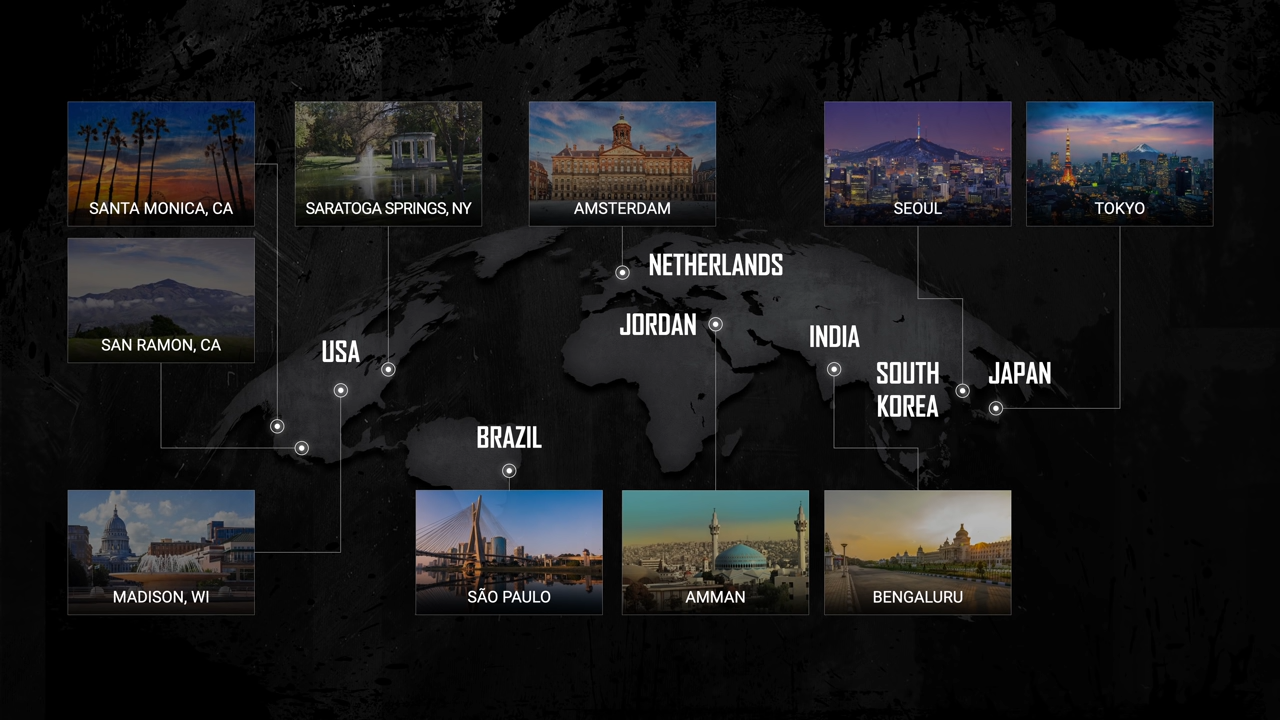 SANTA MONICA, CA
SARATOGA SPRINGS, NY
AMSTERDAM
SEOUL
TOKYO
NETHERLANDS
SAN RAMON, CA
JORDAN
INDIA
USA
SOUTH
KOREA
JAPAN
BRAZIL
MADISON, WI
SÃO PAULO
AMMAN
BENGALURU